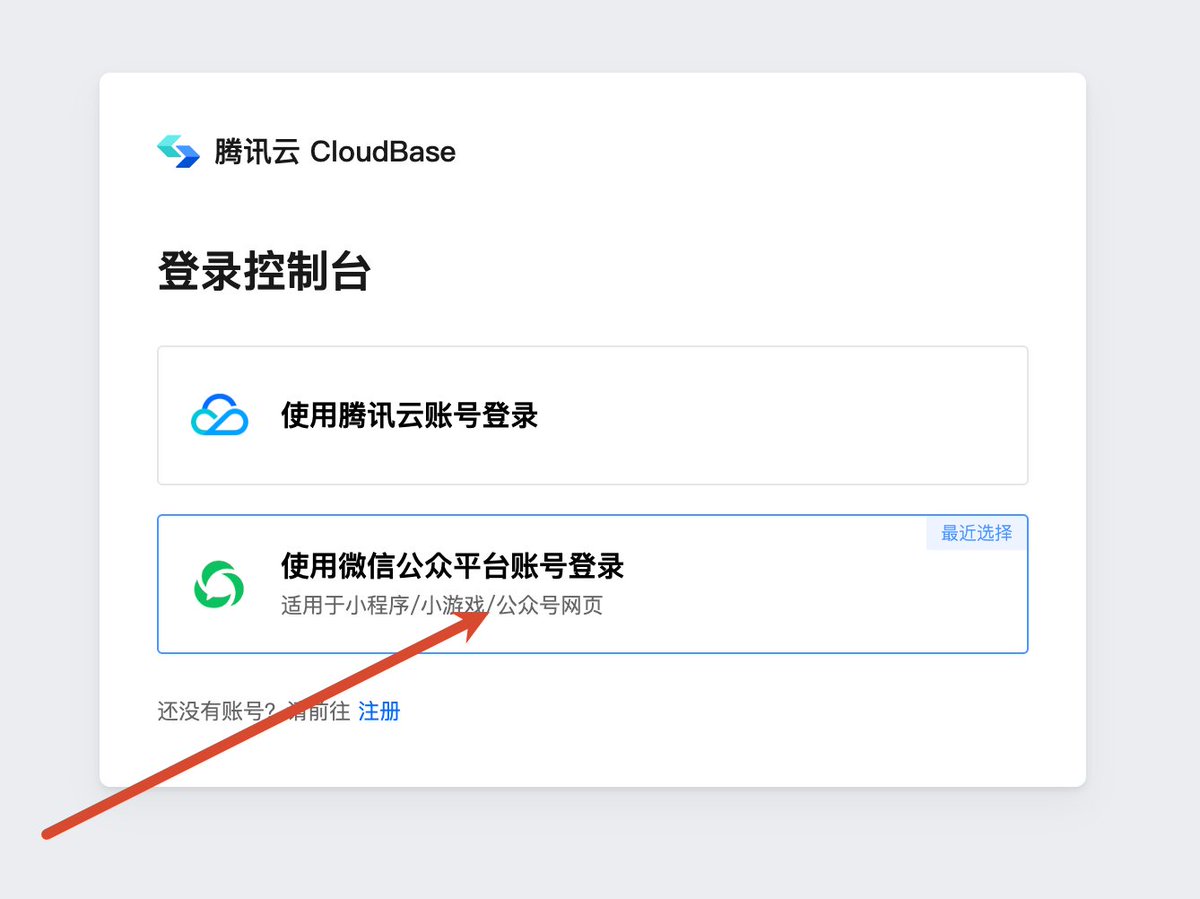 腾讯云 CloudBase
登录控制台
使用腾讯云账号登录
最近选择
使用微信公众平台账号登录
适用于小程序/小游戏/公众号网页
还没有账号？请前往 注册